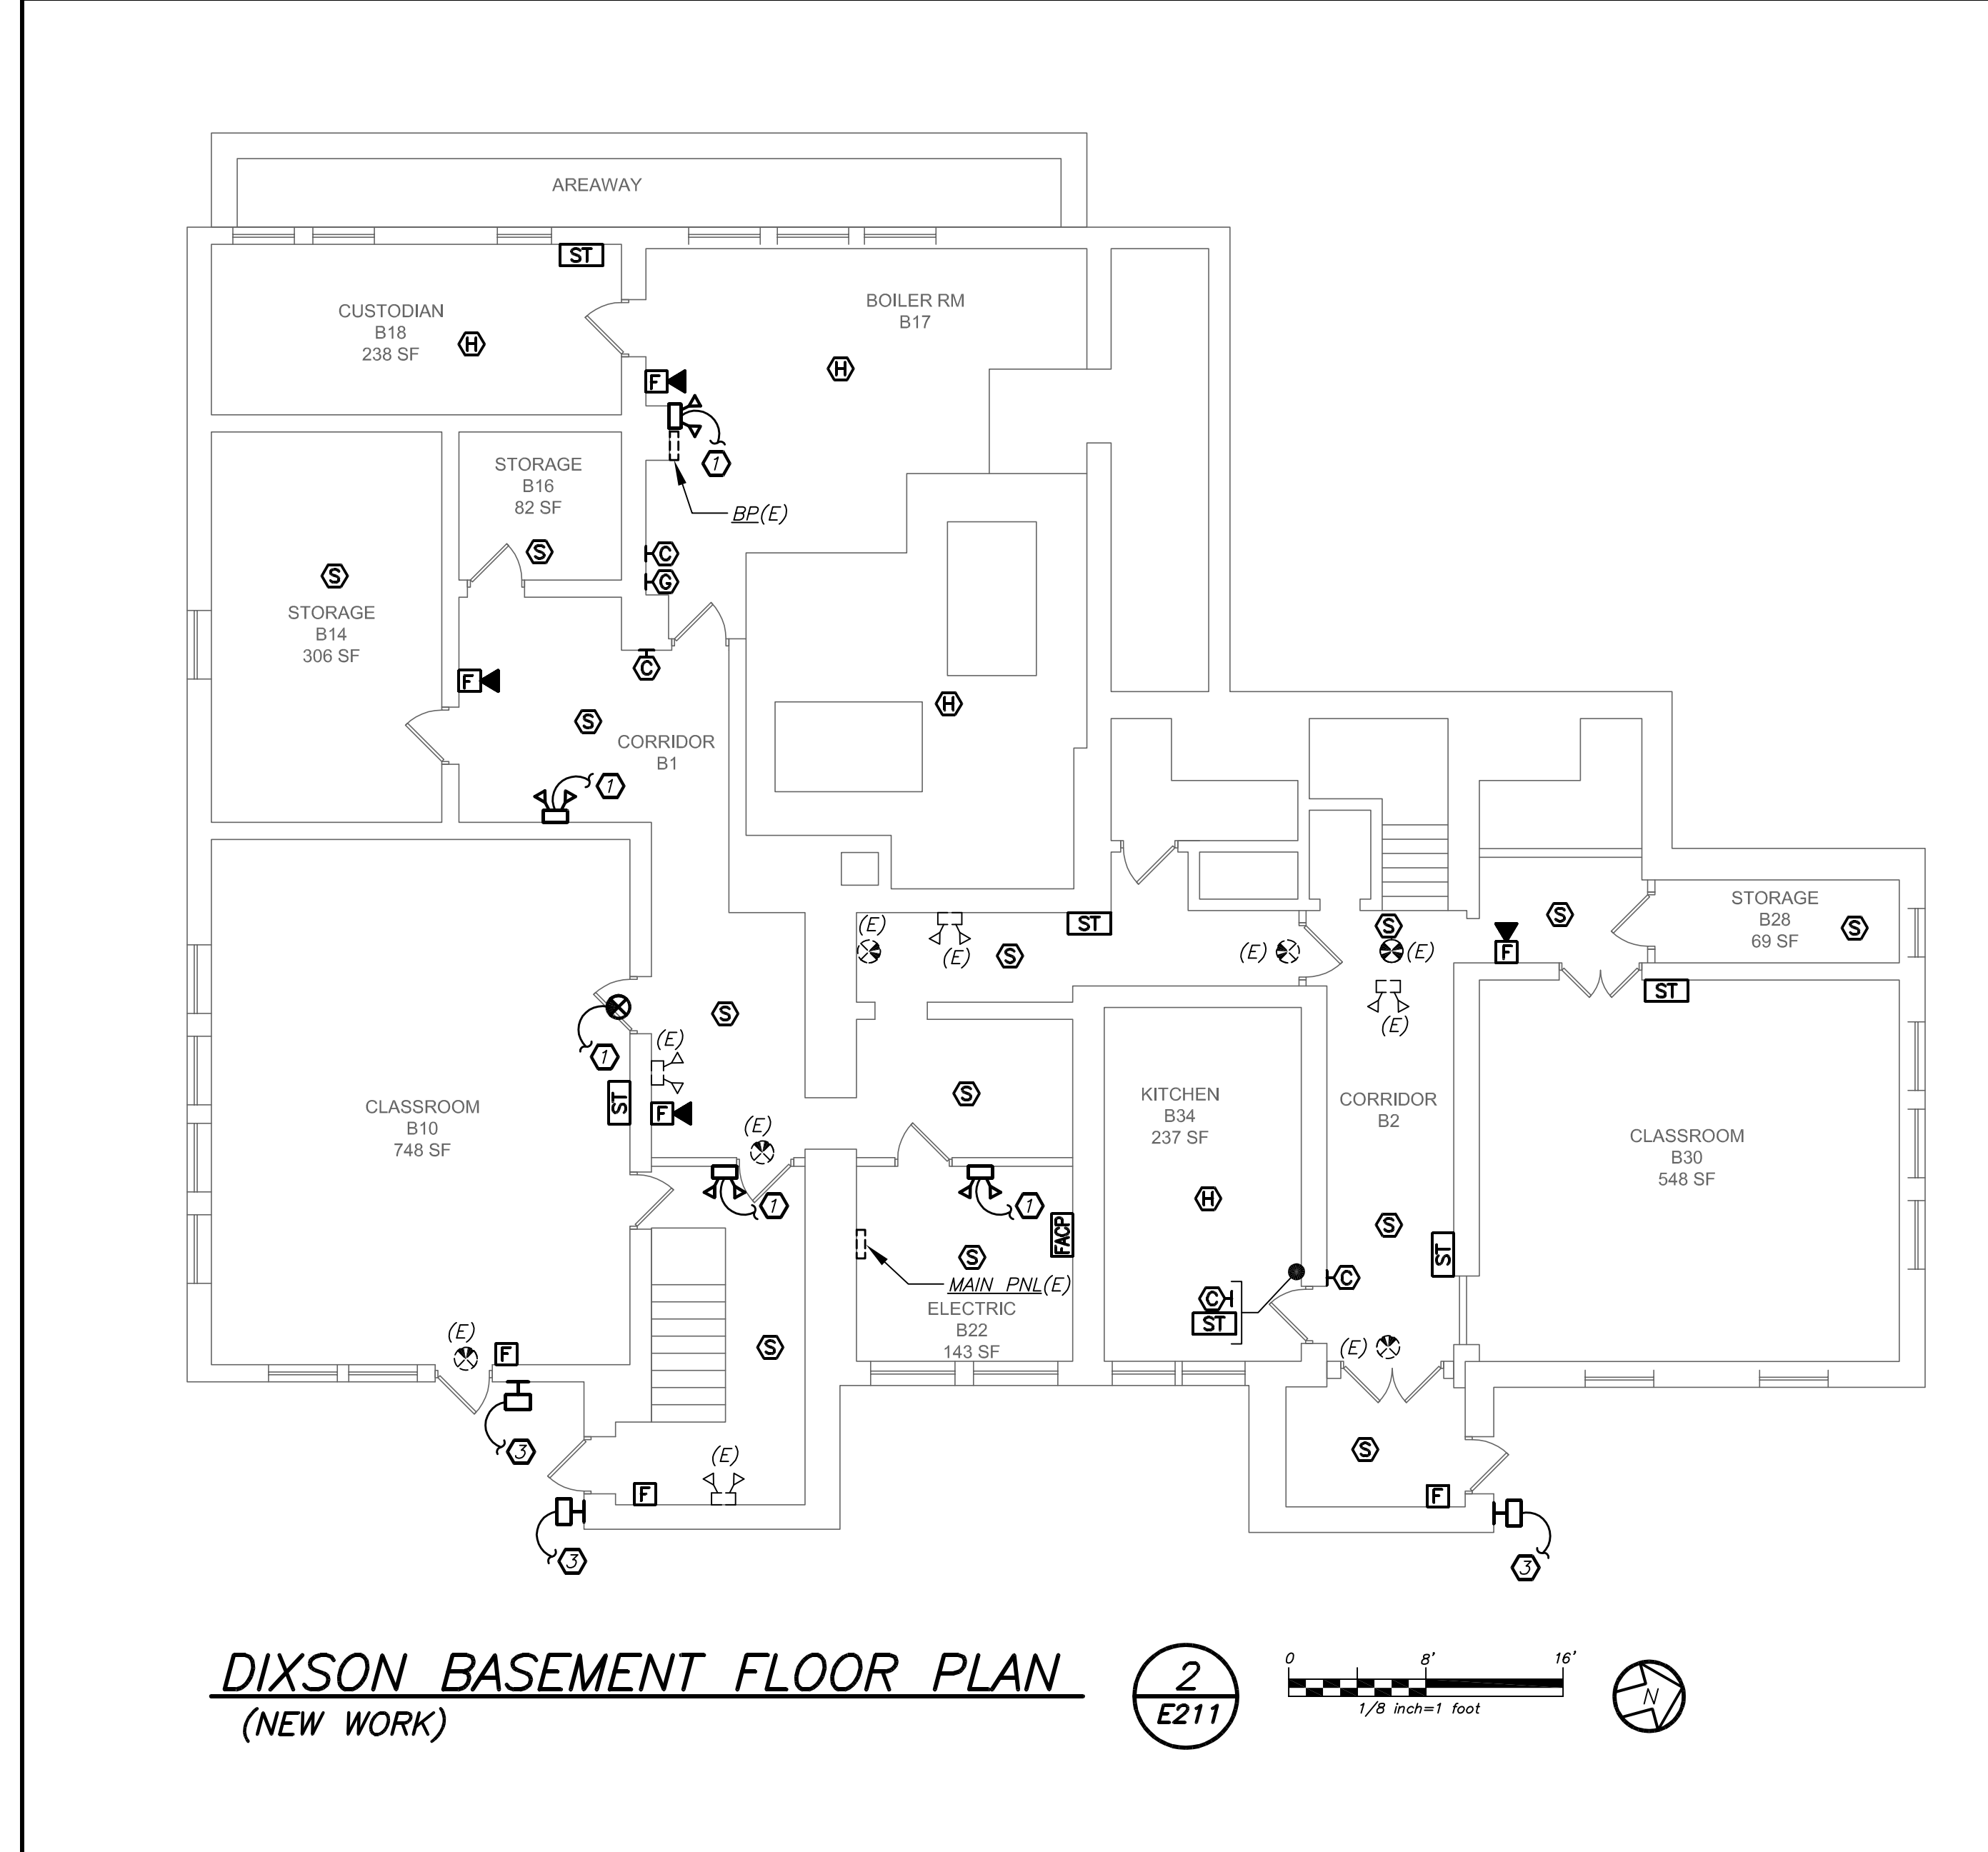 AREAWAY
ST
CUSTODIAN
B18
238 SF
H
BOILER RM
B17
H
F
1
STORAGE
B16
82 SF
BP(E)
S
C
G
S
STORAGE
B14
306 SF
C
F
S
CORRIDOR
B1
H
1
(E)
(E)
ST
S
(E)
S
(E)
(E)
F
S
STORAGE
B28
69 SF
S
ST
S
1
(E)
ST
F
CLASSROOM
B10
748 SF
(E)
1
S
1
FACP
S
MAIN PNL(E)
ELECTRIC
B22
143 SF
KITCHEN
B34
237 SF
H
CORRIDOR
B2
S
ST
CLASSROOM
B30
548 SF
C
C
ST
(E)
(E)
F
3
S
(E)
F
3
S
F
3
DIXSON BASEMENT FLOOR PLAN
(NEW WORK)
2
E211
0 8' 16'
1/8 inch=1 foot
N